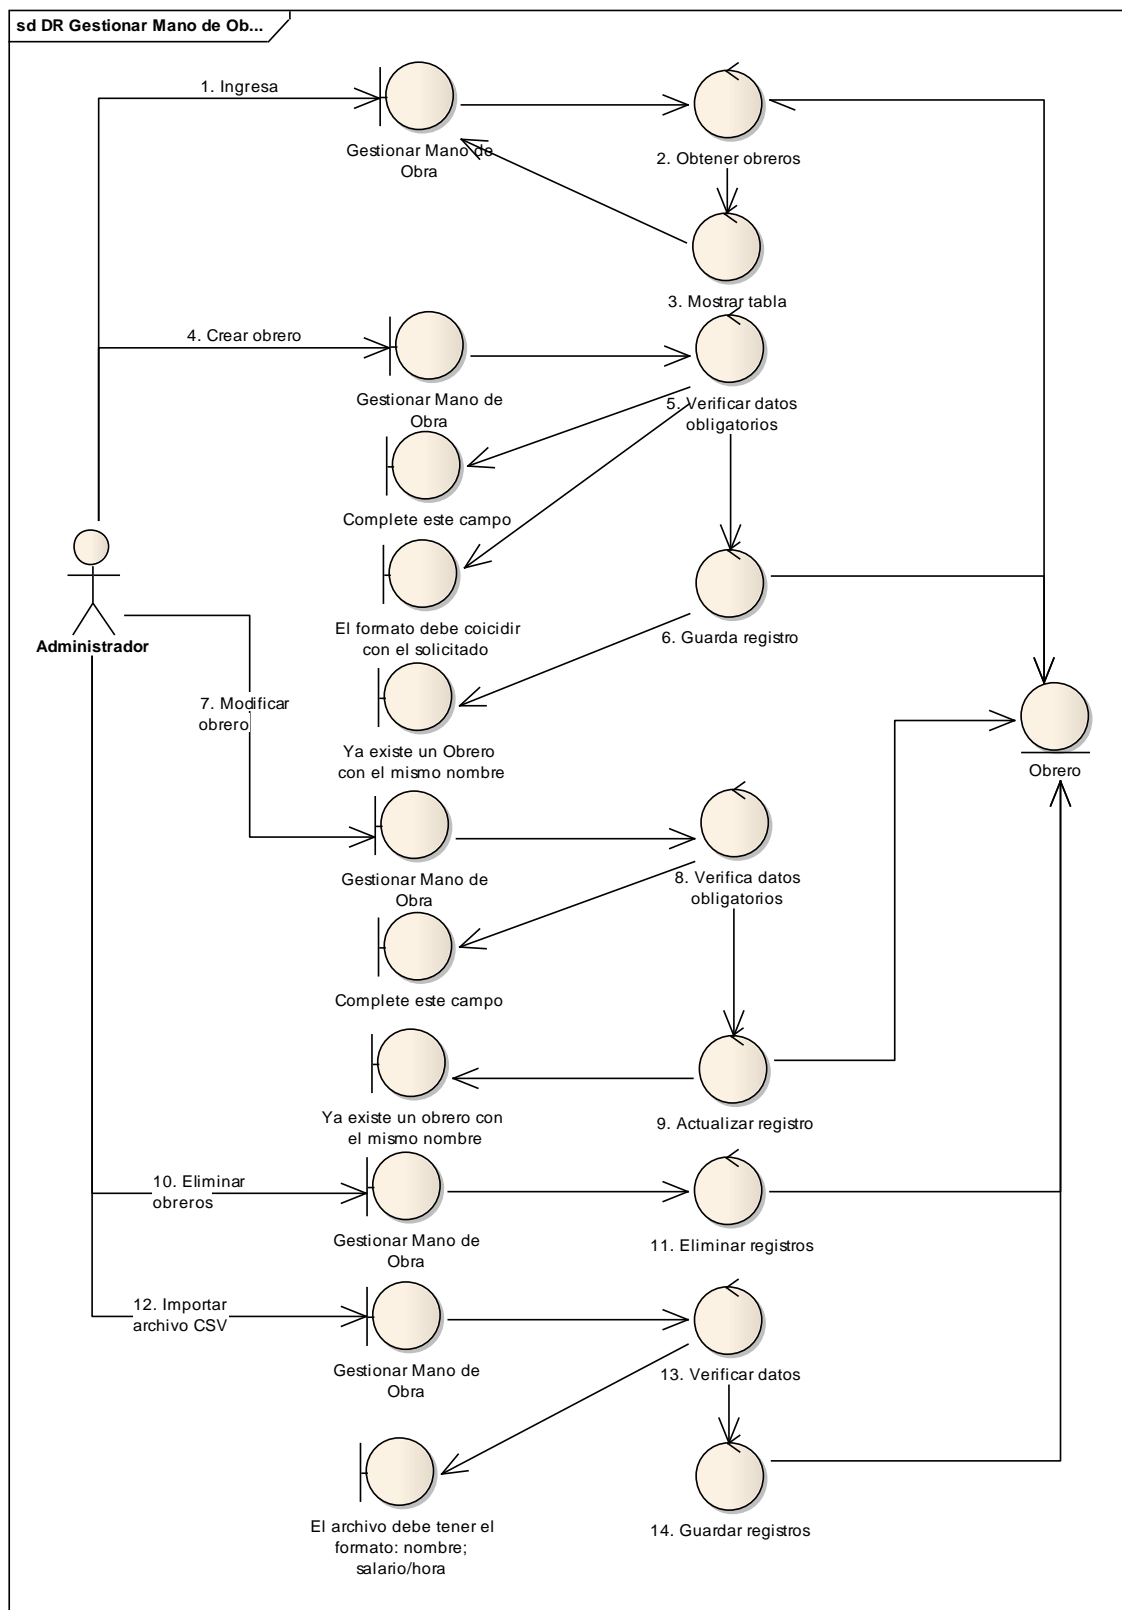 sd DR Gestionar Mano de Ob...
1. Ingresa
Gestionar Mano de
Obra
2. Obtener obreros
3. Mostrar tabla
4. Crear obrero
Gestionar Mano de
Obra
5. Verificar datos
obligatorios
Complete este campo
El formato debe coicidir
con el solicitado
6. Guarda registro
Administrador
7. Modificar
obrero
Ya existe un Obrero
con el mismo nombre
Obrero
Gestionar Mano de
Obra
8. Verifica datos
obligatorios
Complete este campo
Ya existe un obrero con
el mismo nombre
9. Actualizar registro
10. Eliminar
obreros
Gestionar Mano de
Obra
11. Eliminar registros
12. Importar
archivo CSV
Gestionar Mano de
Obra
13. Verificar datos
El archivo debe tener el
formato: nombre;
salario/hora
14. Guardar registros